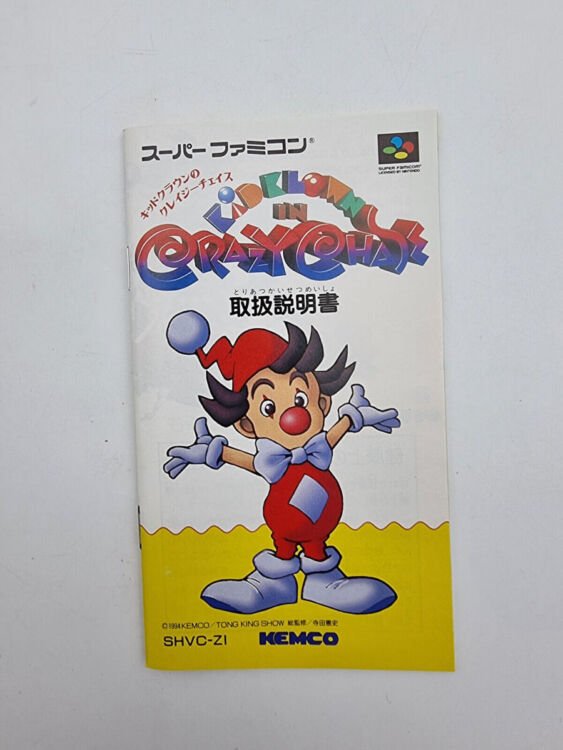 スーパーファミコン®
SUPER FAMICOM®
LICENSED BY NINTENDO
キッドクラウンの
クレイジーチェイス
KID KLOWN
IN
CRAZY CHASE
とりあつかいせつめいしょ
取扱説明書
©1994 KEMCO／TONG KING SHOW 総監修／寺田憲史
SHVC-ZI
KEMCO